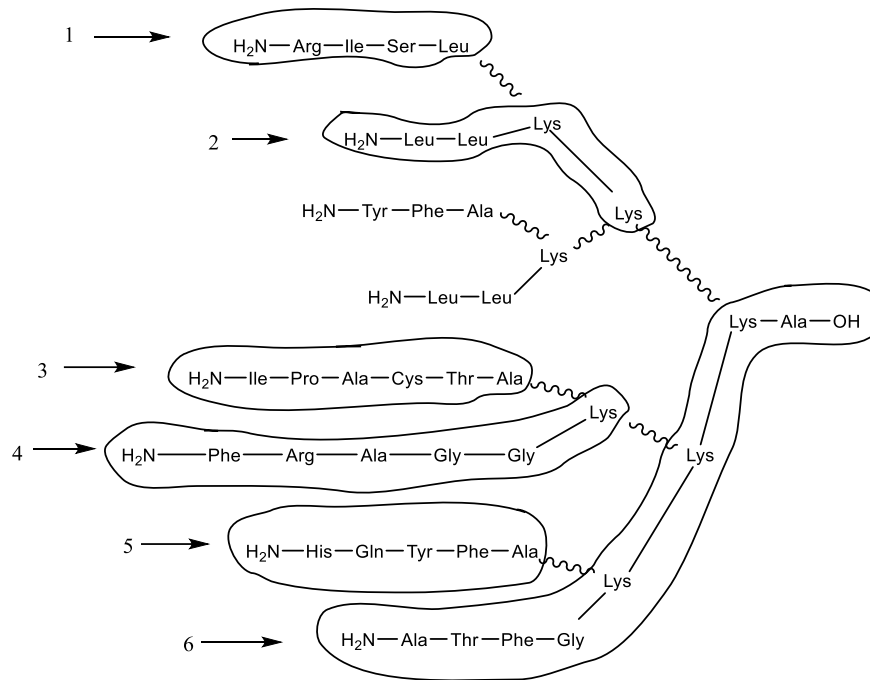 1
H₂N—Arg—Ile—Ser—Leu
2
H₂N—Leu—Leu—Lys
Lys
H₂N—Tyr—Phe—Ala
Lys
H₂N—Leu—Leu
Lys—Ala—OH
3
H₂N—Ile—Pro—Ala—Cys—Thr—Ala
Lys
4
H₂N—Phe—Arg—Ala—Gly—Gly
Lys
5
H₂N—His—Gln—Tyr—Phe—Ala
Lys
6
H₂N—Ala—Thr—Phe—Gly